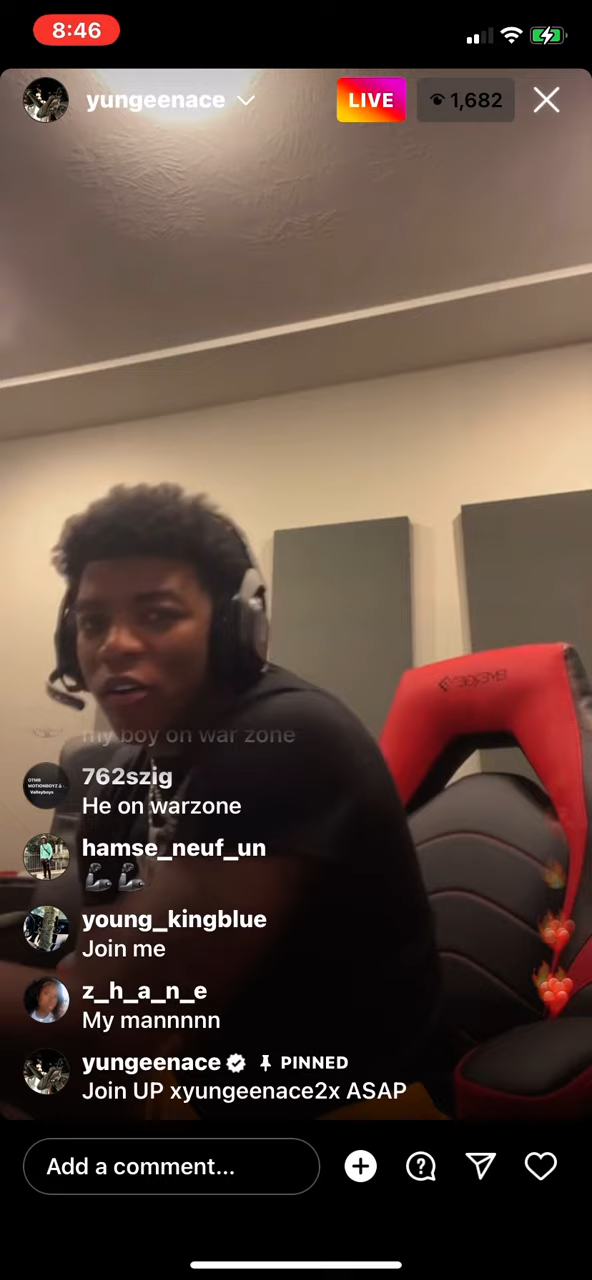 8:46
yungeenace
LIVE
1,682
my boy on war zone
762szig
He on warzone
hamse_neuf_un
young_kingblue
Join me
z_h_a_n_e
My mannnnn
yungeenace PINNED
Join UP xyungeenace2x ASAP
Add a comment...